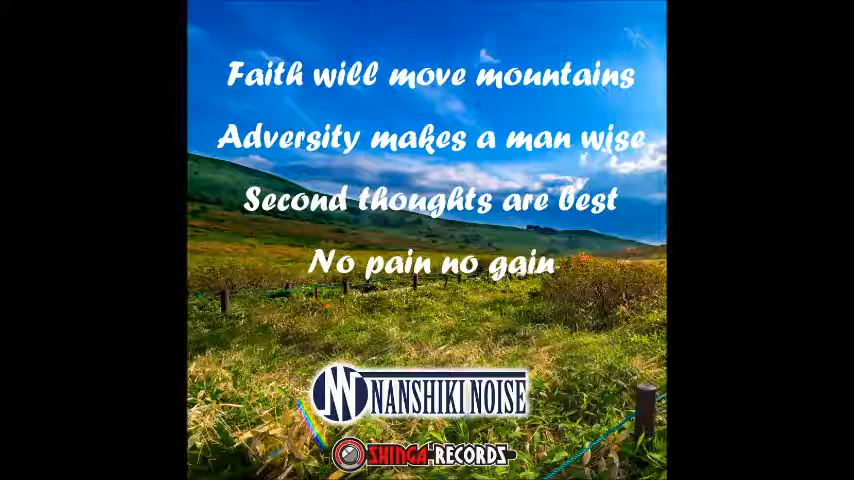 Faith will move mountains
Adversity makes a man wise
Second thoughts are best
No pain no gain
NANSHIKI NOISE
SHINGA RECORDS